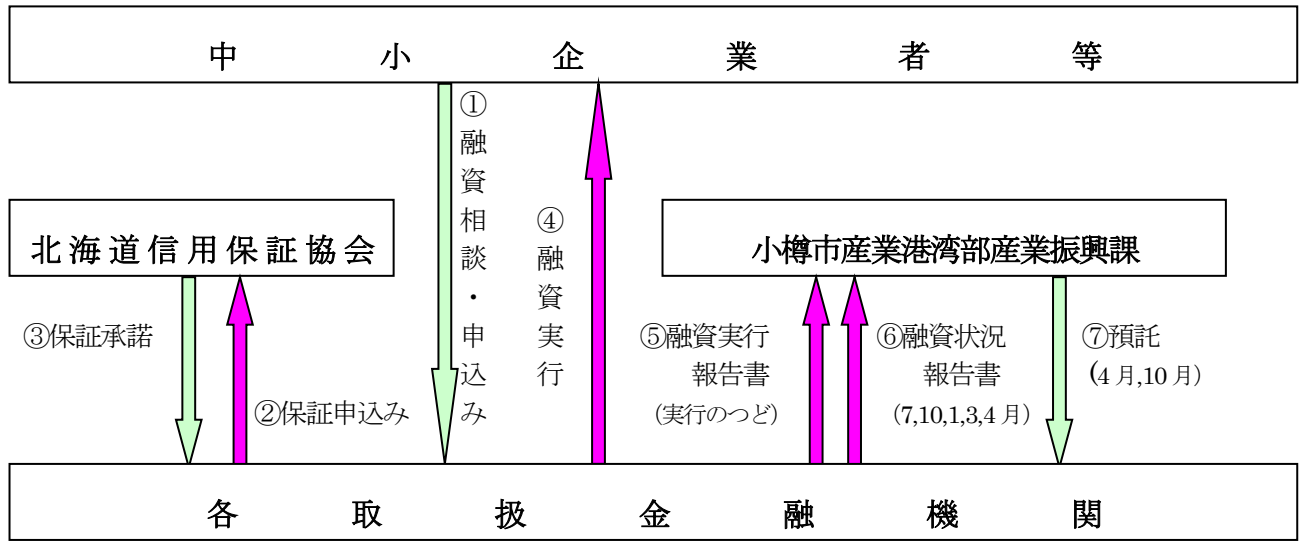 中小企業者等
①融資相談・申込み
④融資実行
北海道信用保証協会
小樽市産業港湾部産業振興課
③保証承諾
②保証申込み
⑤融資実行
報告書
(実行のつど)
⑥融資状況
報告書
(7,10,1,3,4月)
⑦預託
(4月,10月)
各取扱金融機関